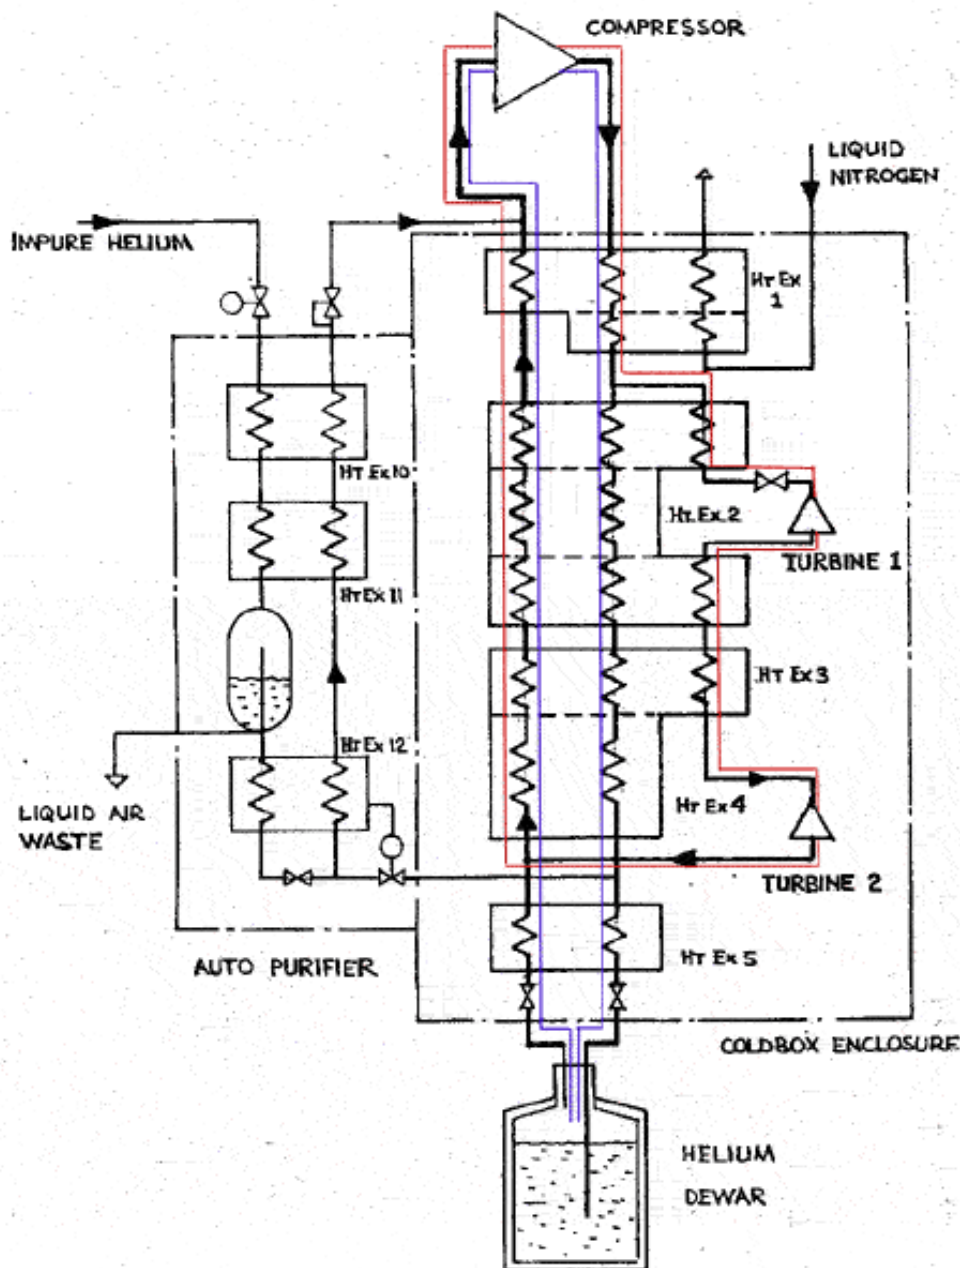 COMPRESSOR
LIQUID
NITROGEN
IMPURE HELIUM
HT EX
1
HT EX 10
HT EX 2
TURBINE 1
HT EX 11
HT EX 3
HT EX 12
LIQUID AIR
WASTE
HT EX 4
TURBINE 2
AUTO PURIFIER
HT EX 5
COLDBOX ENCLOSURE
HELIUM
DEWAR